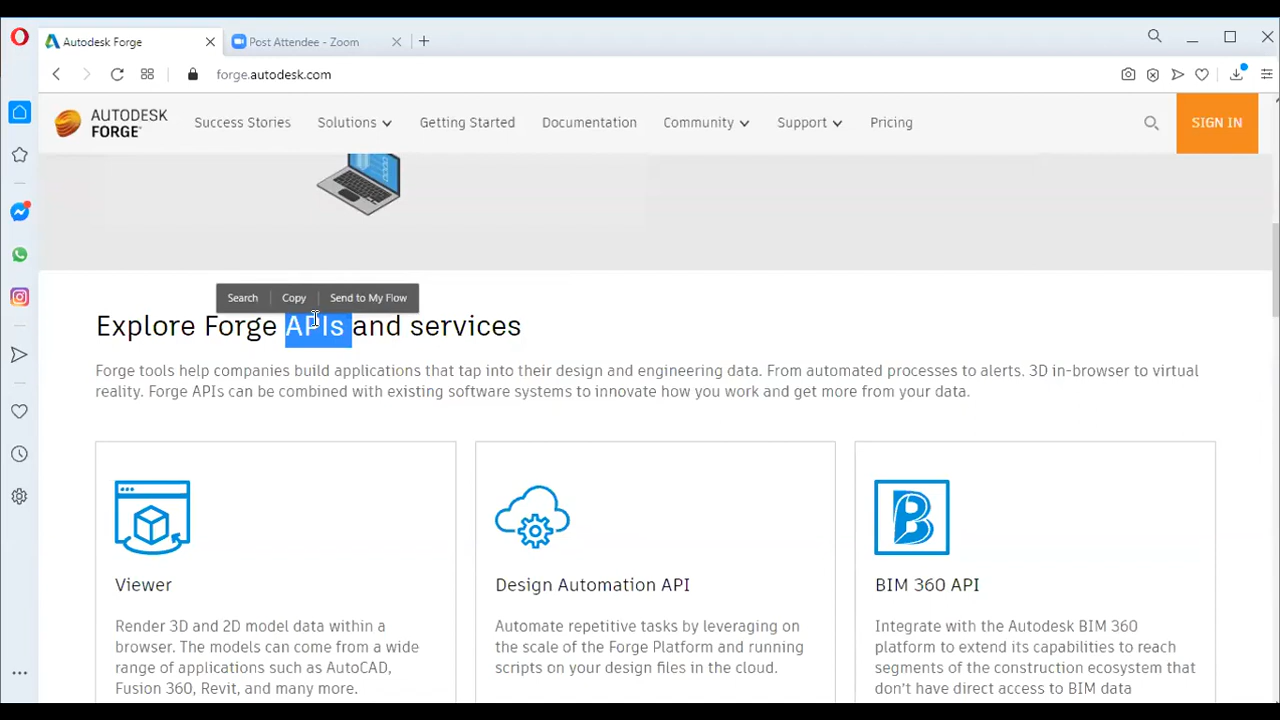 Autodesk Forge
Post Attendee - Zoom
forge.autodesk.com
AUTODESK
FORGE
Success Stories
Solutions
Getting Started
Documentation
Community
Support
Pricing
SIGN IN
Search
Copy
Send to My Flow
Explore Forge APIs and services
Forge tools help companies build applications that tap into their design and engineering data. From automated processes to alerts. 3D in-browser to virtual
reality. Forge APIs can be combined with existing software systems to innovate how you work and get more from your data.
Viewer
Render 3D and 2D model data within a
browser. The models can come from a wide
range of applications such as AutoCAD,
Fusion 360, Revit, and many more.
Design Automation API
Automate repetitive tasks by leveraging on
the scale of the Forge Platform and running
scripts on your design files in the cloud.
BIM 360 API
Integrate with the Autodesk BIM 360
platform to extend its capabilities to reach
segments of the construction ecosystem that
don't have direct access to BIM data